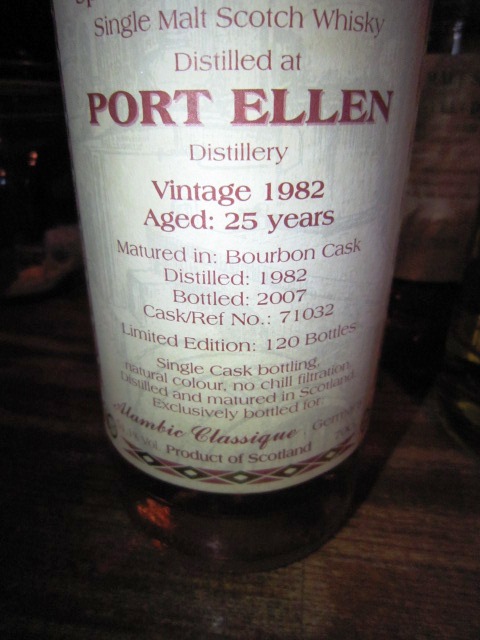 Single Malt Scotch Whisky
Distilled at
PORT ELLEN
Distillery
Vintage 1982
Aged: 25 years
Matured in: Bourbon Cask
Distilled: 1982
Bottled: 2007
Cask/Ref No.: 71032
Limited Edition: 120 Bottles
Single Cask bottling,
natural colour, no chill filtration.
Distilled and matured in Scotland
Exclusively bottled for:
Alambic Classique
Product of Scotland